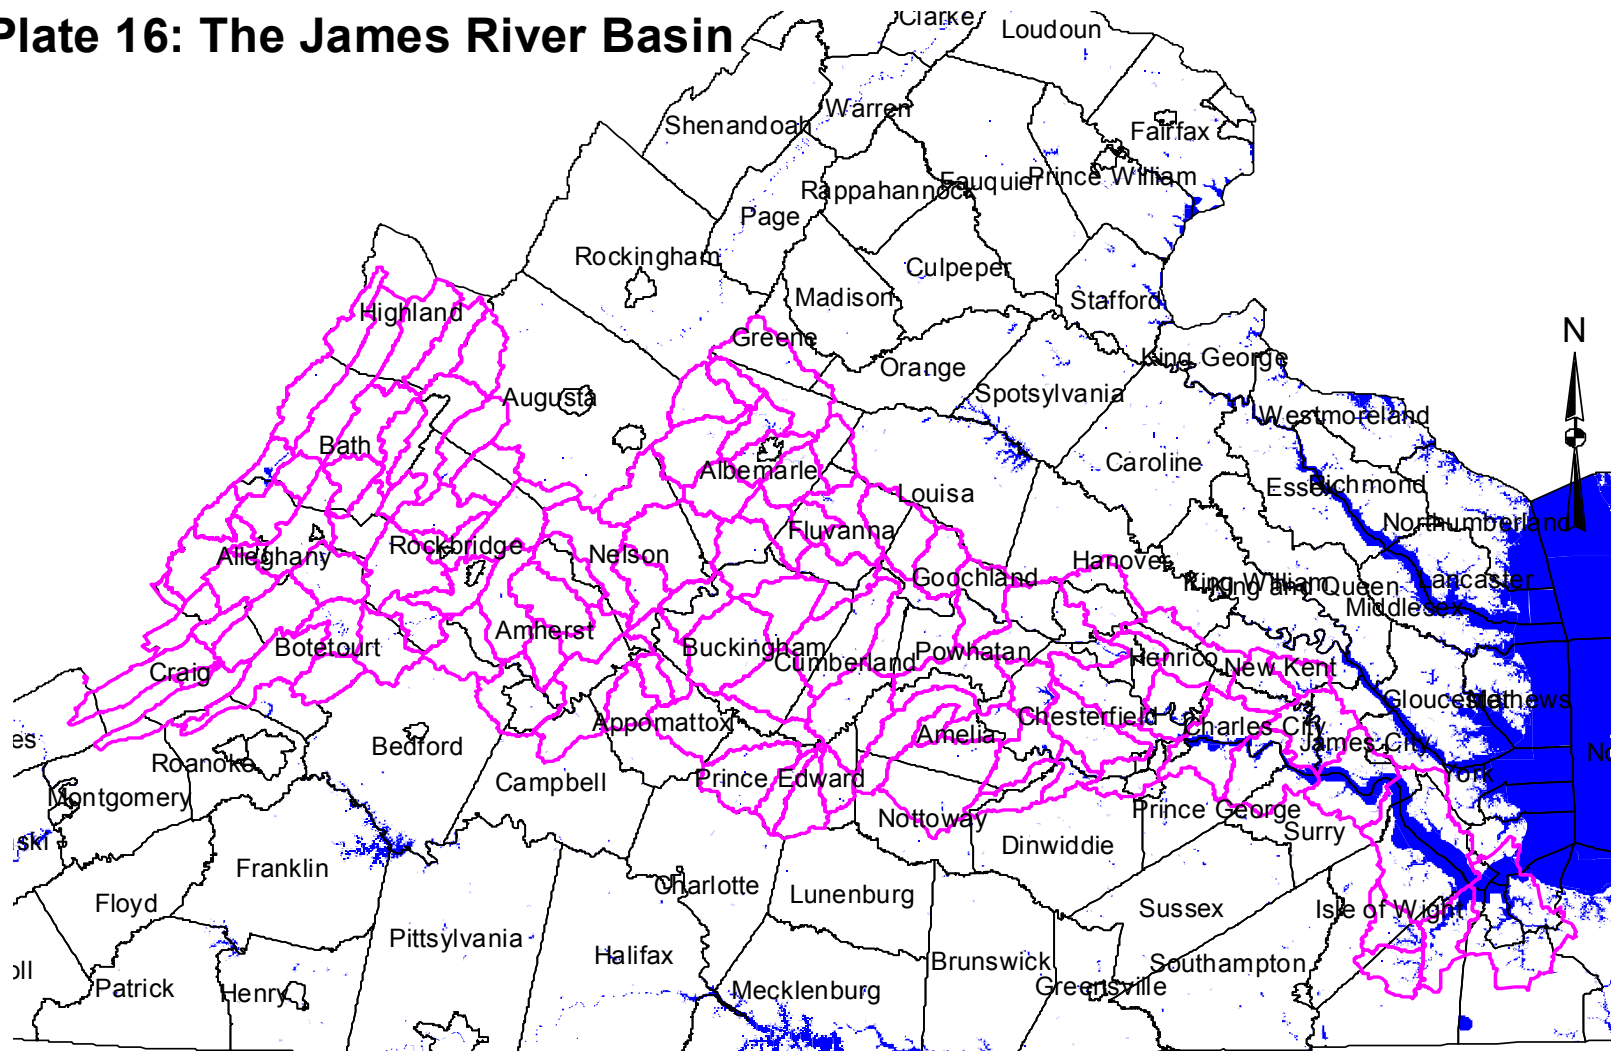 Plate 16: The James River Basin
Clarke
Loudoun
Warren
Shenandoah
Fairfax
Rappahannock
Fauquier
Prince William
Page
Rockingham
Culpeper
Madison
Stafford
N
Highland
Greene
King George
Orange
Spotsylvania
Augusta
Westmoreland
Bath
Albemarle
Caroline
Louisa
Essex
Richmond
Northumberland
Fluvanna
Alleghany
Rockbridge
Nelson
Hanover
Goochland
King William
King and Queen
Lancaster
Middlesex
Amherst
Botetourt
Buckingham
Cumberland
Powhatan
Henrico
New Kent
Craig
Gloucester
Mathews
Appomattox
Chesterfield
Charles City
Amelia
James City
es
Bedford
Roanoke
No
York
Campbell
Prince Edward
Montgomery
Prince George
Nottoway
Surry
ski
Dinwiddie
Franklin
Charlotte
Lunenburg
Floyd
Sussex
Isle of Wight
Pittsylvania
Halifax
Brunswick
Southampton
oll
Patrick
Henry
Mecklenburg
Greensville